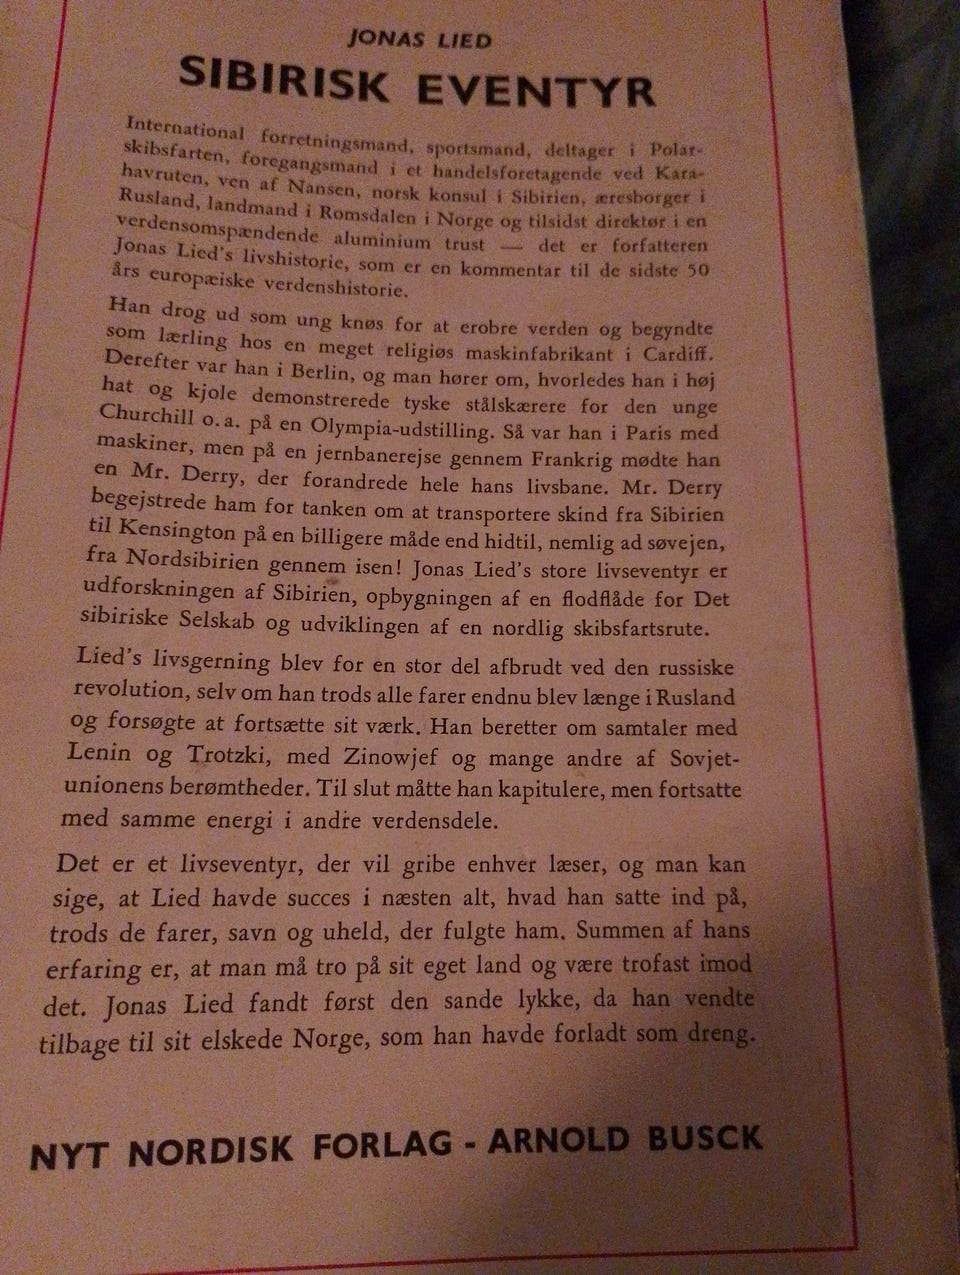 JONAS LIED
SIBIRISK EVENTYR
International forretningsmand, sportsmand, deltager i Polar-
skibsfarten, foregangsmand i et handelsforetagende ved Kara-
havruten, ven af Nansen, norsk konsul i Sibirien, æresborger i
Rusland, landmand i Romsdalen i Norge og tilsidst direktør i en
verdensomspændende aluminium trust — det er forfatteren
Jonas Lied's livshistorie, som er en kommentar til de sidste 50
års europæiske verdenshistorie.
Han drog ud som ung knøs for at erobre verden og begyndte
som lærling hos en meget religiøs maskinfabrikant i Cardiff.
Derefter var han i Berlin, og man hører om, hvorledes han i høj
hat og kjole demonstrerede tyske stålskærere for den unge
Churchill o. a. på en Olympia-udstilling. Så var han i Paris med
maskiner, men på en jernbanerejse gennem Frankrig mødte han
en Mr. Derry, der forandrede hele hans livsbane. Mr. Derry
begejstrede ham for tanken om at transportere skind fra Sibirien
til Kensington på en billigere måde end hidtil, nemlig ad søvejen,
fra Nordsibirien gennem isen! Jonas Lied's store livseventyr er
udforskningen af Sibirien, opbygningen af en flodflåde for Det
sibiriske Selskab og udviklingen af en nordlig skibsfartsrute.
Lied's livsgerning blev for en stor del afbrudt ved den russiske
revolution, selv om han trods alle farer endnu blev længe i Rusland
og forsøgte at fortsætte sit værk. Han beretter om samtaler med
Lenin og Trotzki, med Zinowjef og mange andre af Sovjet-
unionens berømtheder. Til slut måtte han kapitulere, men fortsatte
med samme energi i andre verdensdele.
Det er et livseventyr, der vil gribe enhver læser, og man kan
sige, at Lied havde succes i næsten alt, hvad han satte ind på,
trods de farer, savn og uheld, der fulgte ham. Summen af hans
erfaring er, at man må tro på sit eget land og være trofast imod
det. Jonas Lied fandt først den sande lykke, da han vendte
tilbage til sit elskede Norge, som han havde forladt som dreng.
NYT NORDISK FORLAG - ARNOLD BUSCK